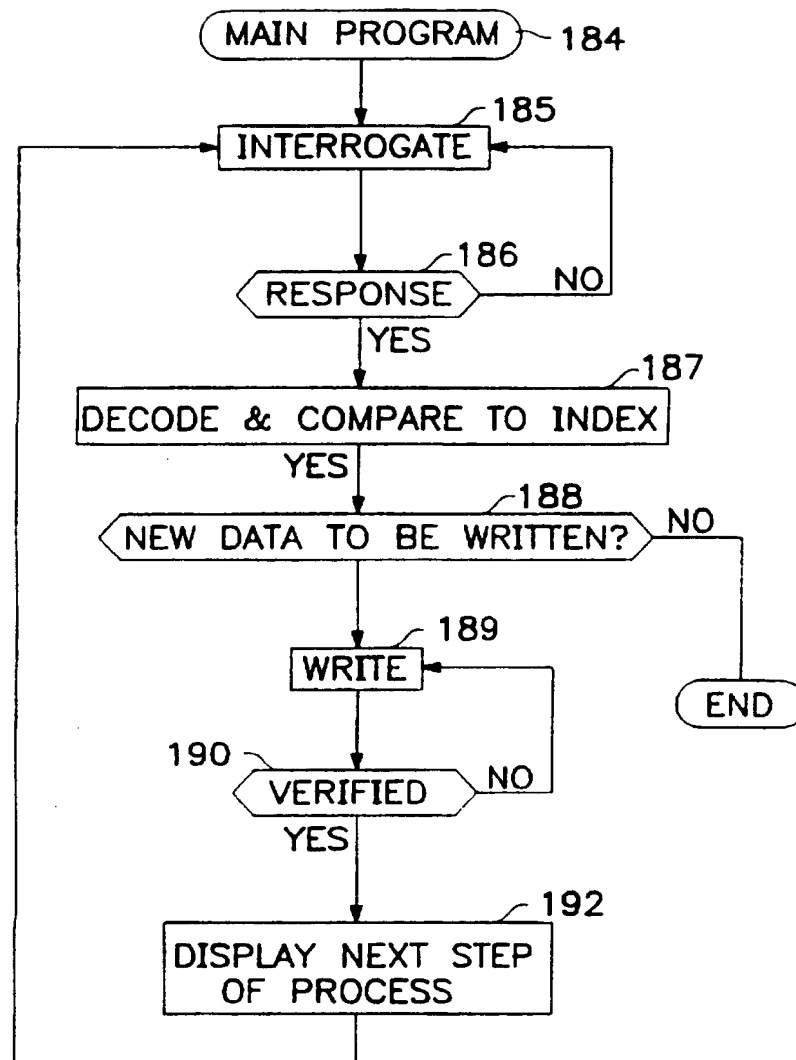 MAIN PROGRAM 184
185
INTERROGATE
186
RESPONSE NO
YES
187
DECODE & COMPARE TO INDEX
YES
188
NEW DATA TO BE WRITTEN? NO
189
WRITE
END
190
VERIFIED NO
YES
192
DISPLAY NEXT STEP
OF PROCESS